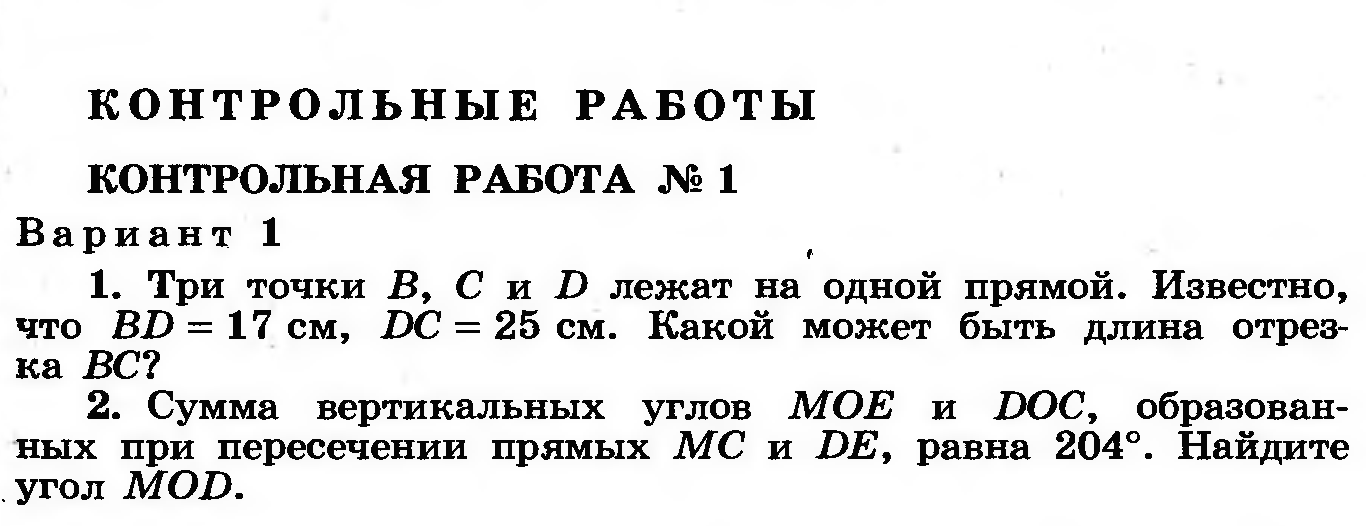 КОНТРОЛЬНЫЕ РАБОТЫ
КОНТРОЛЬНАЯ РАБОТА № 1
Вариант 1
1. Три точки B, C и D лежат на одной прямой. Известно,
что BD = 17 см, DC = 25 см. Какой может быть длина отрез-
ка BC?
2. Сумма вертикальных углов MOE и DOC, образован-
ных при пересечении прямых MC и DE, равна 204°. Найдите
угол MOD.